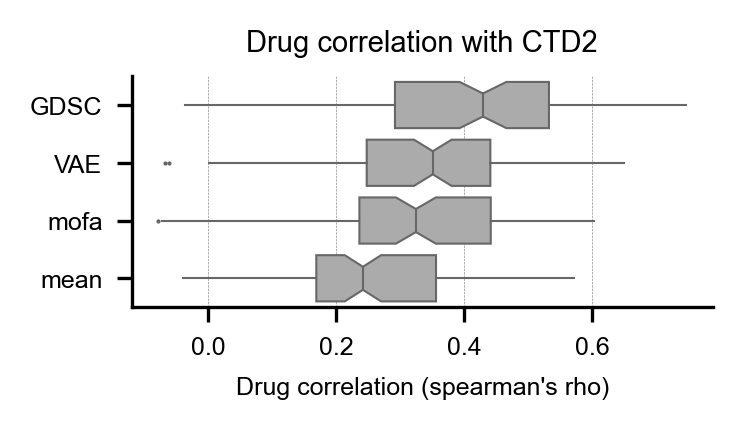 Drug correlation with CTD2
GDSC
VAE
mofa
mean
0.0 0.2 0.4 0.6
Drug correlation (spearman's rho)